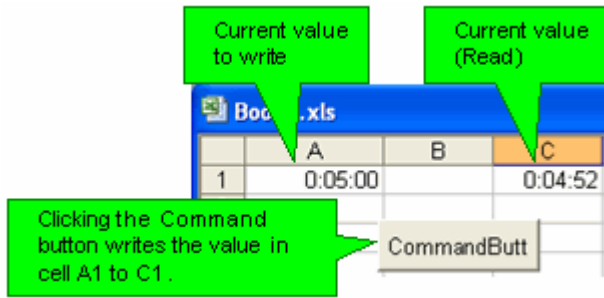 Current value
to write
Current value
(Read)
.xls
A B C
1 0:05:00 0:04:52
Clicking the Command
button writes the value in
cell A1 to C1.
CommandButt